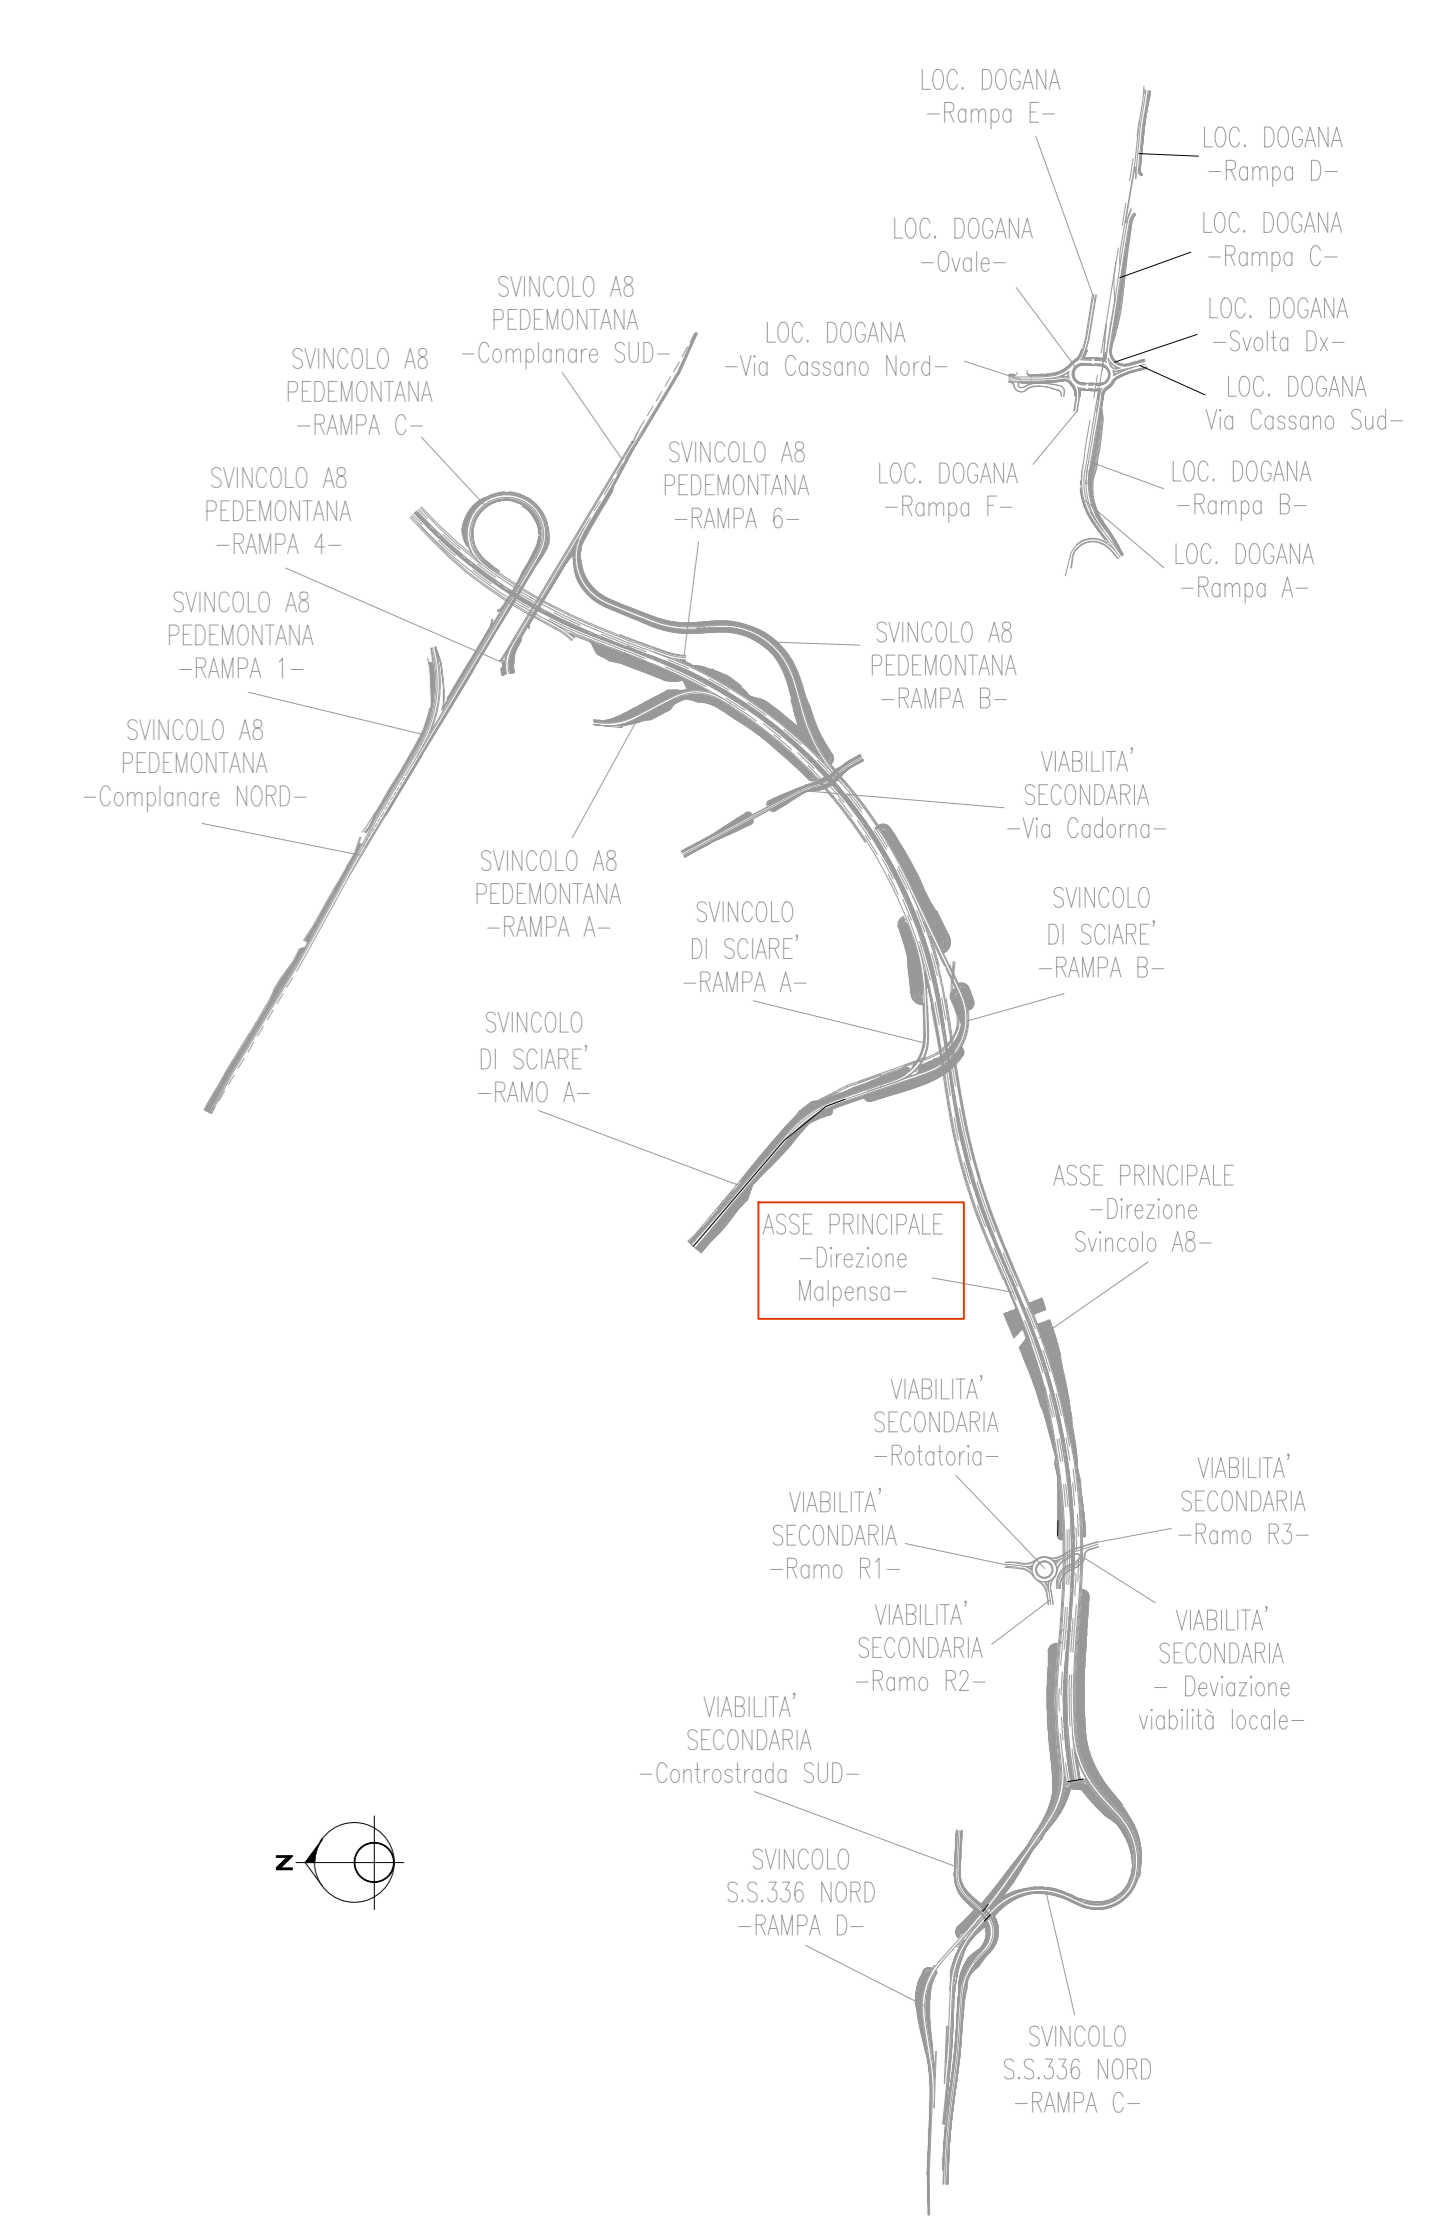 LOC. DOGANA
-Rampa E-
LOC. DOGANA
-Rampa D-
LOC. DOGANA
-Ovale-
LOC. DOGANA
-Rampa C-
SVINCOLO A8
PEDEMONTANA
-Complanare SUD-
LOC. DOGANA
-Svolta Dx-
LOC. DOGANA
-Via Cassano Nord-
SVINCOLO A8
PEDEMONTANA
-RAMPA C-
LOC. DOGANA
Via Cassano Sud-
SVINCOLO A8
PEDEMONTANA
-RAMPA 6-
SVINCOLO A8
PEDEMONTANA
-RAMPA 4-
LOC. DOGANA
-Rampa F-
LOC. DOGANA
-Rampa B-
LOC. DOGANA
-Rampa A-
SVINCOLO A8
PEDEMONTANA
-RAMPA 1-
SVINCOLO A8
PEDEMONTANA
-RAMPA B-
SVINCOLO A8
PEDEMONTANA
-Complanare NORD-
VIABILITA'
SECONDARIA
-Via Cadorna-
SVINCOLO A8
PEDEMONTANA
-RAMPA A-
SVINCOLO
DI SCIARE'
-RAMPA A-
SVINCOLO
DI SCIARE'
-RAMPA B-
SVINCOLO
DI SCIARE'
-RAMO A-
ASSE PRINCIPALE
-Direzione
Svincolo A8-
ASSE PRINCIPALE
-Direzione
Malpensa-
VIABILITA'
SECONDARIA
-Rotatoria-
VIABILITA'
SECONDARIA
-Ramo R3-
VIABILITA'
SECONDARIA
-Ramo R1-
VIABILITA'
SECONDARIA
-Ramo R2-
VIABILITA'
SECONDARIA
- Deviazione
viabilità locale-
VIABILITA'
SECONDARIA
-Controstrada SUD-
N
SVINCOLO
S.S.336 NORD
-RAMPA D-
SVINCOLO
S.S.336 NORD
-RAMPA C-